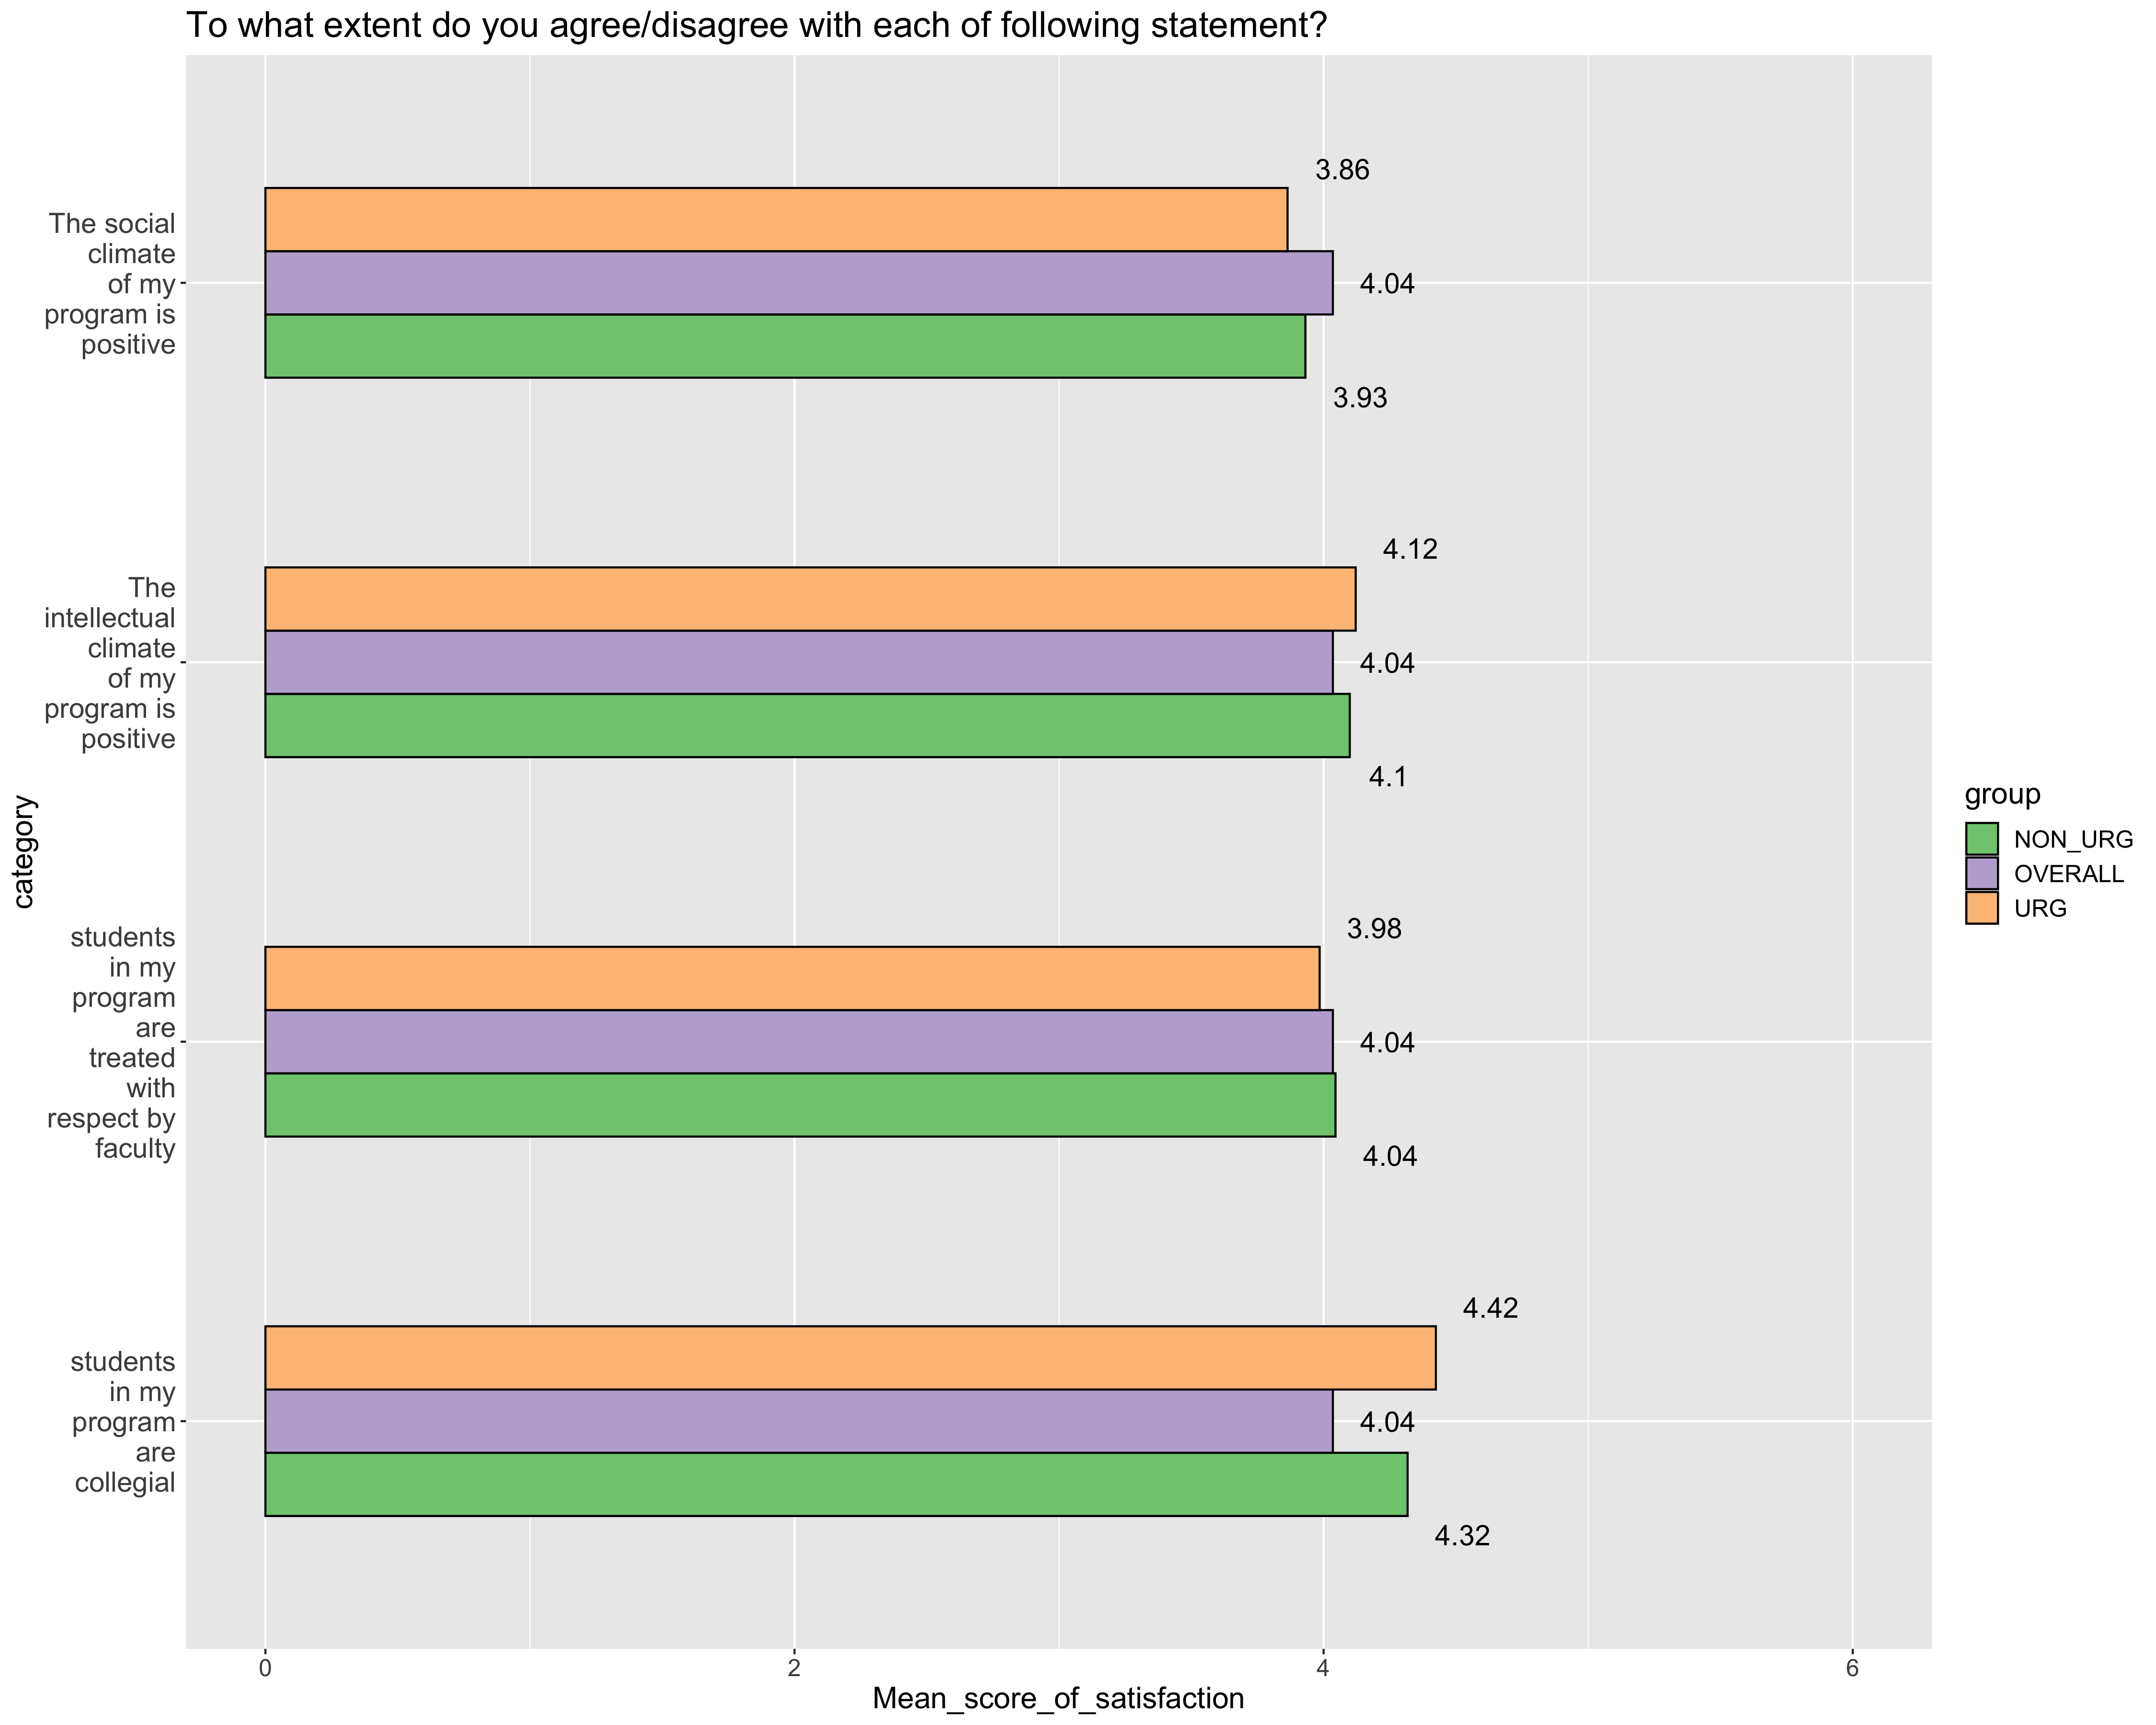 To what extent do you agree/disagree with each of following statement?
category
The social
climate
of my
program is
positive
3.86
4.04
3.93
The
intellectual
climate
of my
program is
positive
4.12
4.04
4.1
students
in my
program
are
treated
with
respect by
faculty
3.98
4.04
4.04
students
in my
program
are
collegial
4.42
4.04
4.32
0
2
4
6
Mean_score_of_satisfaction
group
NON_URG
OVERALL
URG